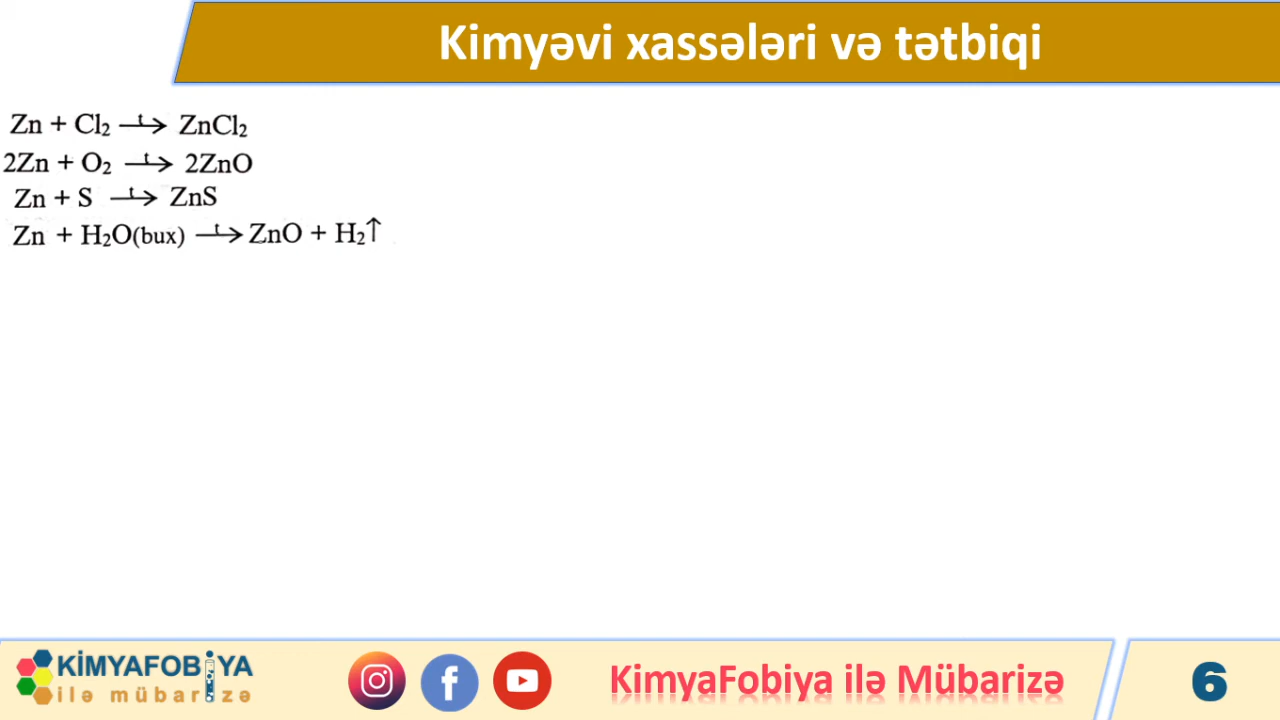 Kimyəvi xassələri və tətbiqi
Zn + Cl₂ —t→ ZnCl₂
2Zn + O₂ —t→ 2ZnO
Zn + S —t→ ZnS
Zn + H₂O(bux) —t→ ZnO + H₂↑
KİMYAFOBİYA
ilə mübarizə
KimyaFobiya ilə Mübarizə
6